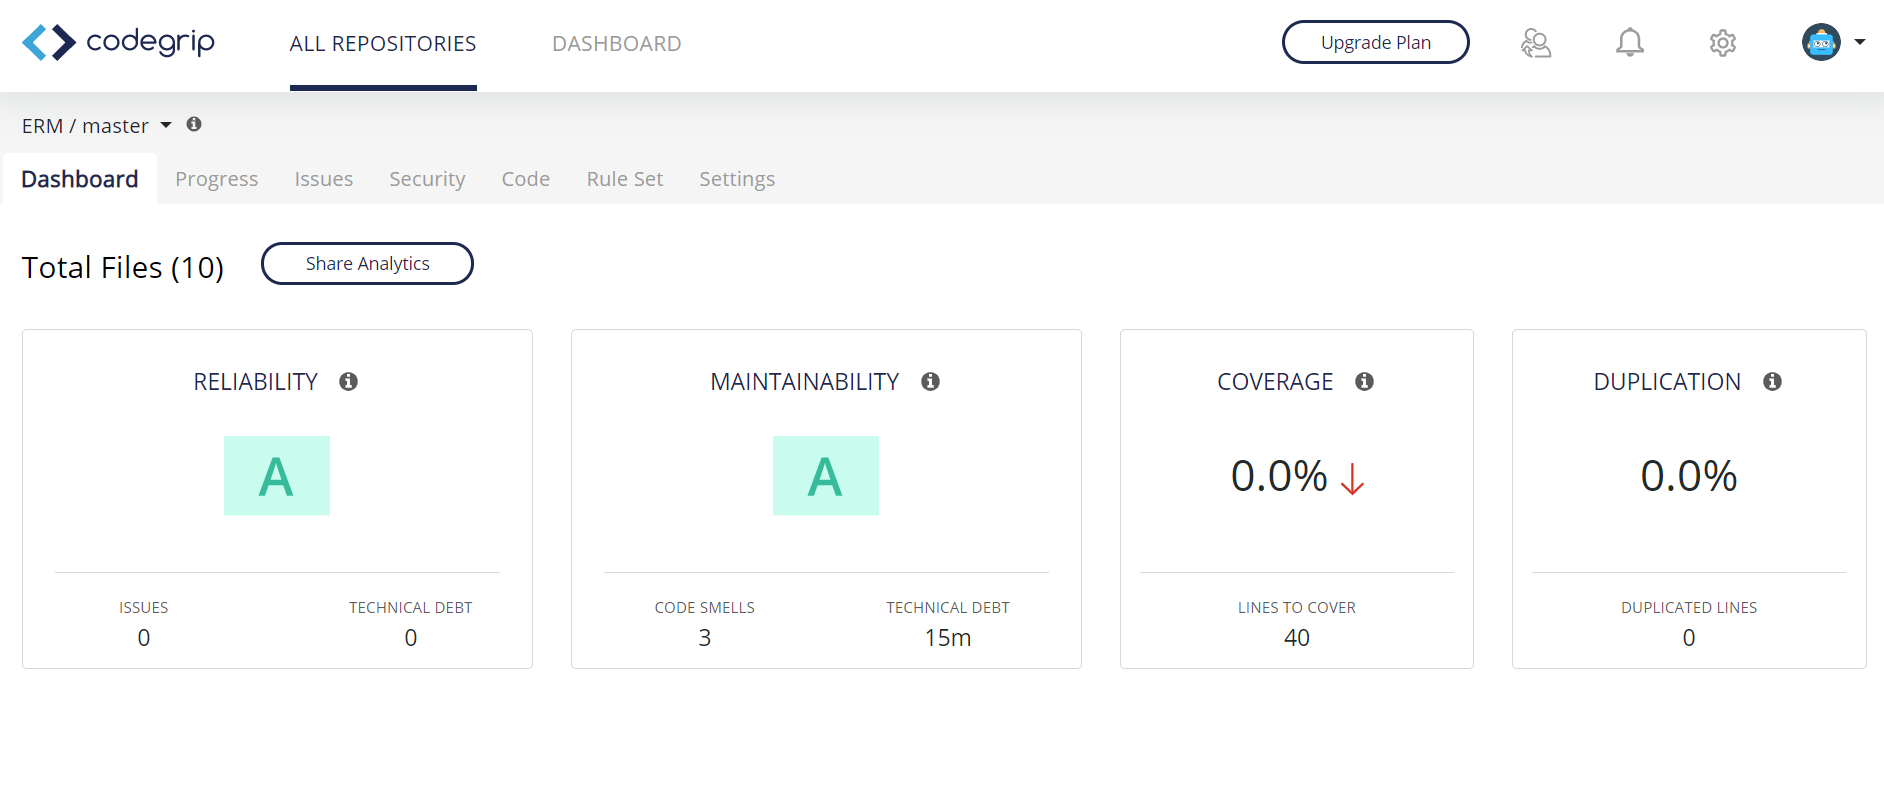 codegrip ALL REPOSITORIES DASHBOARD Upgrade Plan
ERM / master
Dashboard Progress Issues Security Code Rule Set Settings
Total Files (10) Share Analytics
RELIABILITY MAINTAINABILITY COVERAGE DUPLICATION
A A 0.0% ↓ 0.0%
ISSUES TECHNICAL DEBT CODE SMELLS TECHNICAL DEBT LINES TO COVER DUPLICATED LINES
0 0 3 15m 40 0